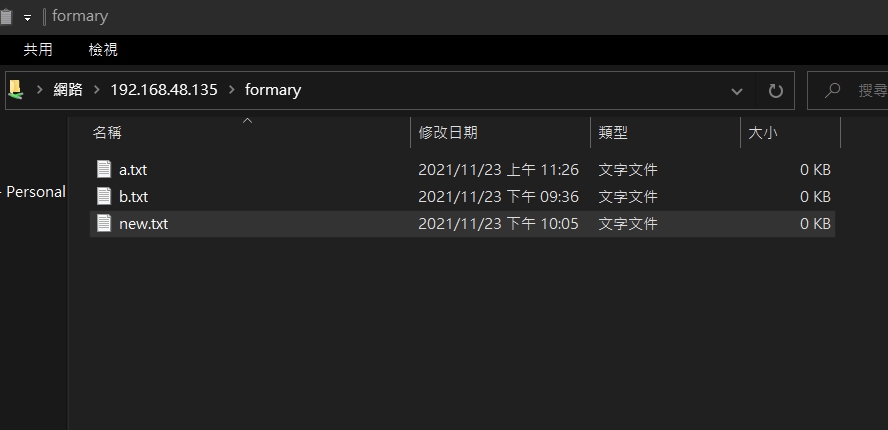 formary
共用 檢視
網路 192.168.48.135 formary 搜尋
名稱 修改日期 類型 大小
a.txt 2021/11/23 上午 11:26 文字文件 0 KB
- Personal b.txt 2021/11/23 下午 09:36 文字文件 0 KB
new.txt 2021/11/23 下午 10:05 文字文件 0 KB